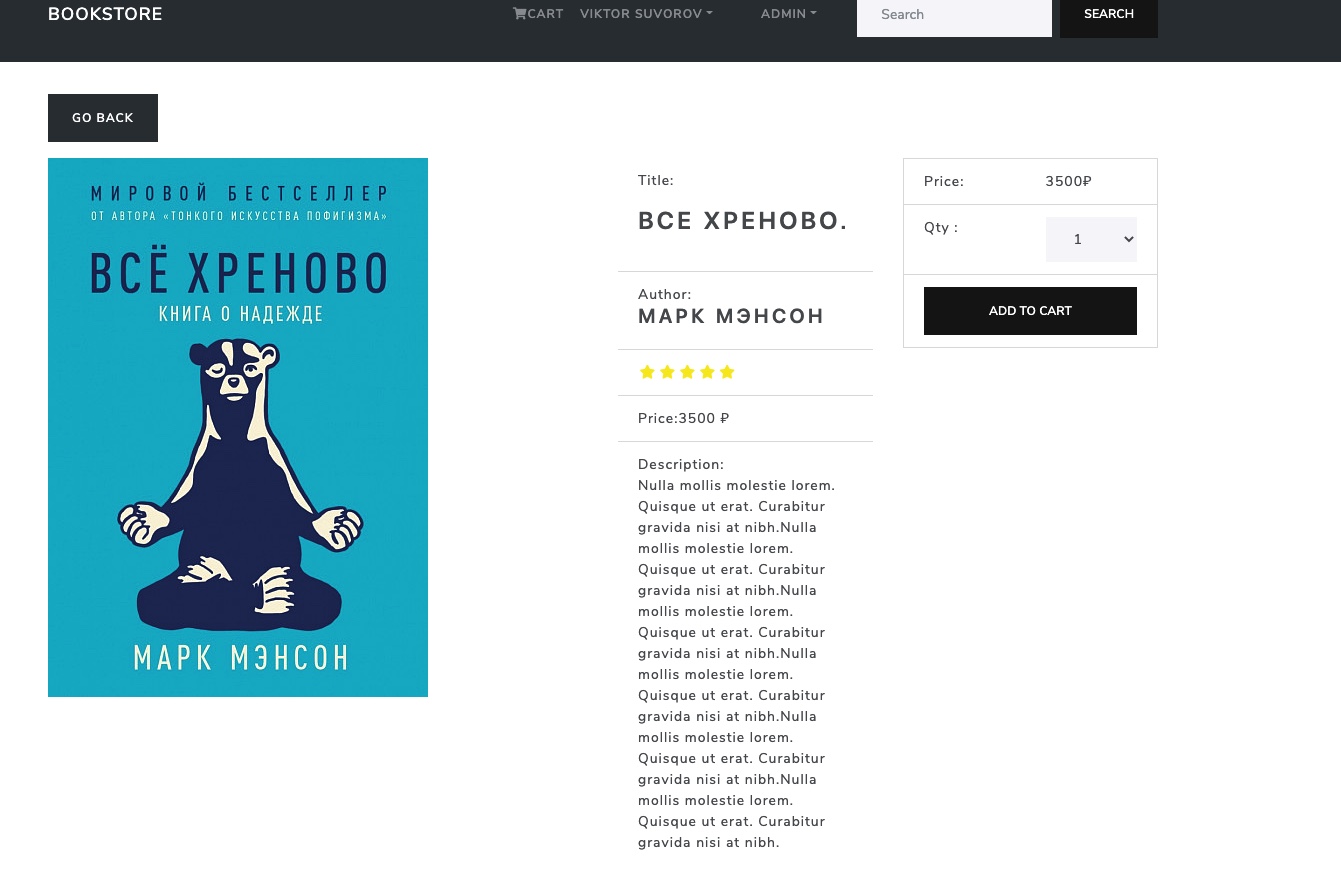 BOOKSTORE
CART VIKTOR SUVOROV ADMIN Search SEARCH
GO BACK
МИРОВОЙ БЕСТСЕЛЛЕР
ОТ АВТОРА «ТОНКОГО ИСКУССТВА ПОФИГИЗМА»
ВСЁ ХРЕНОВО
КНИГА О НАДЕЖДЕ
МАРК МЭНСОН
Title:
ВСЕ ХРЕНОВО.
Author:
МАРК МЭНСОН
Price:3500 ₽
Description:
Nulla mollis molestie lorem.
Quisque ut erat. Curabitur
gravida nisi at nibh.Nulla
mollis molestie lorem.
Quisque ut erat. Curabitur
gravida nisi at nibh.Nulla
mollis molestie lorem.
Quisque ut erat. Curabitur
gravida nisi at nibh.Nulla
mollis molestie lorem.
Quisque ut erat. Curabitur
gravida nisi at nibh.Nulla
mollis molestie lorem.
Quisque ut erat. Curabitur
gravida nisi at nibh.Nulla
mollis molestie lorem.
Quisque ut erat. Curabitur
gravida nisi at nibh.
Price: 3500₽
Qty : 1
ADD TO CART